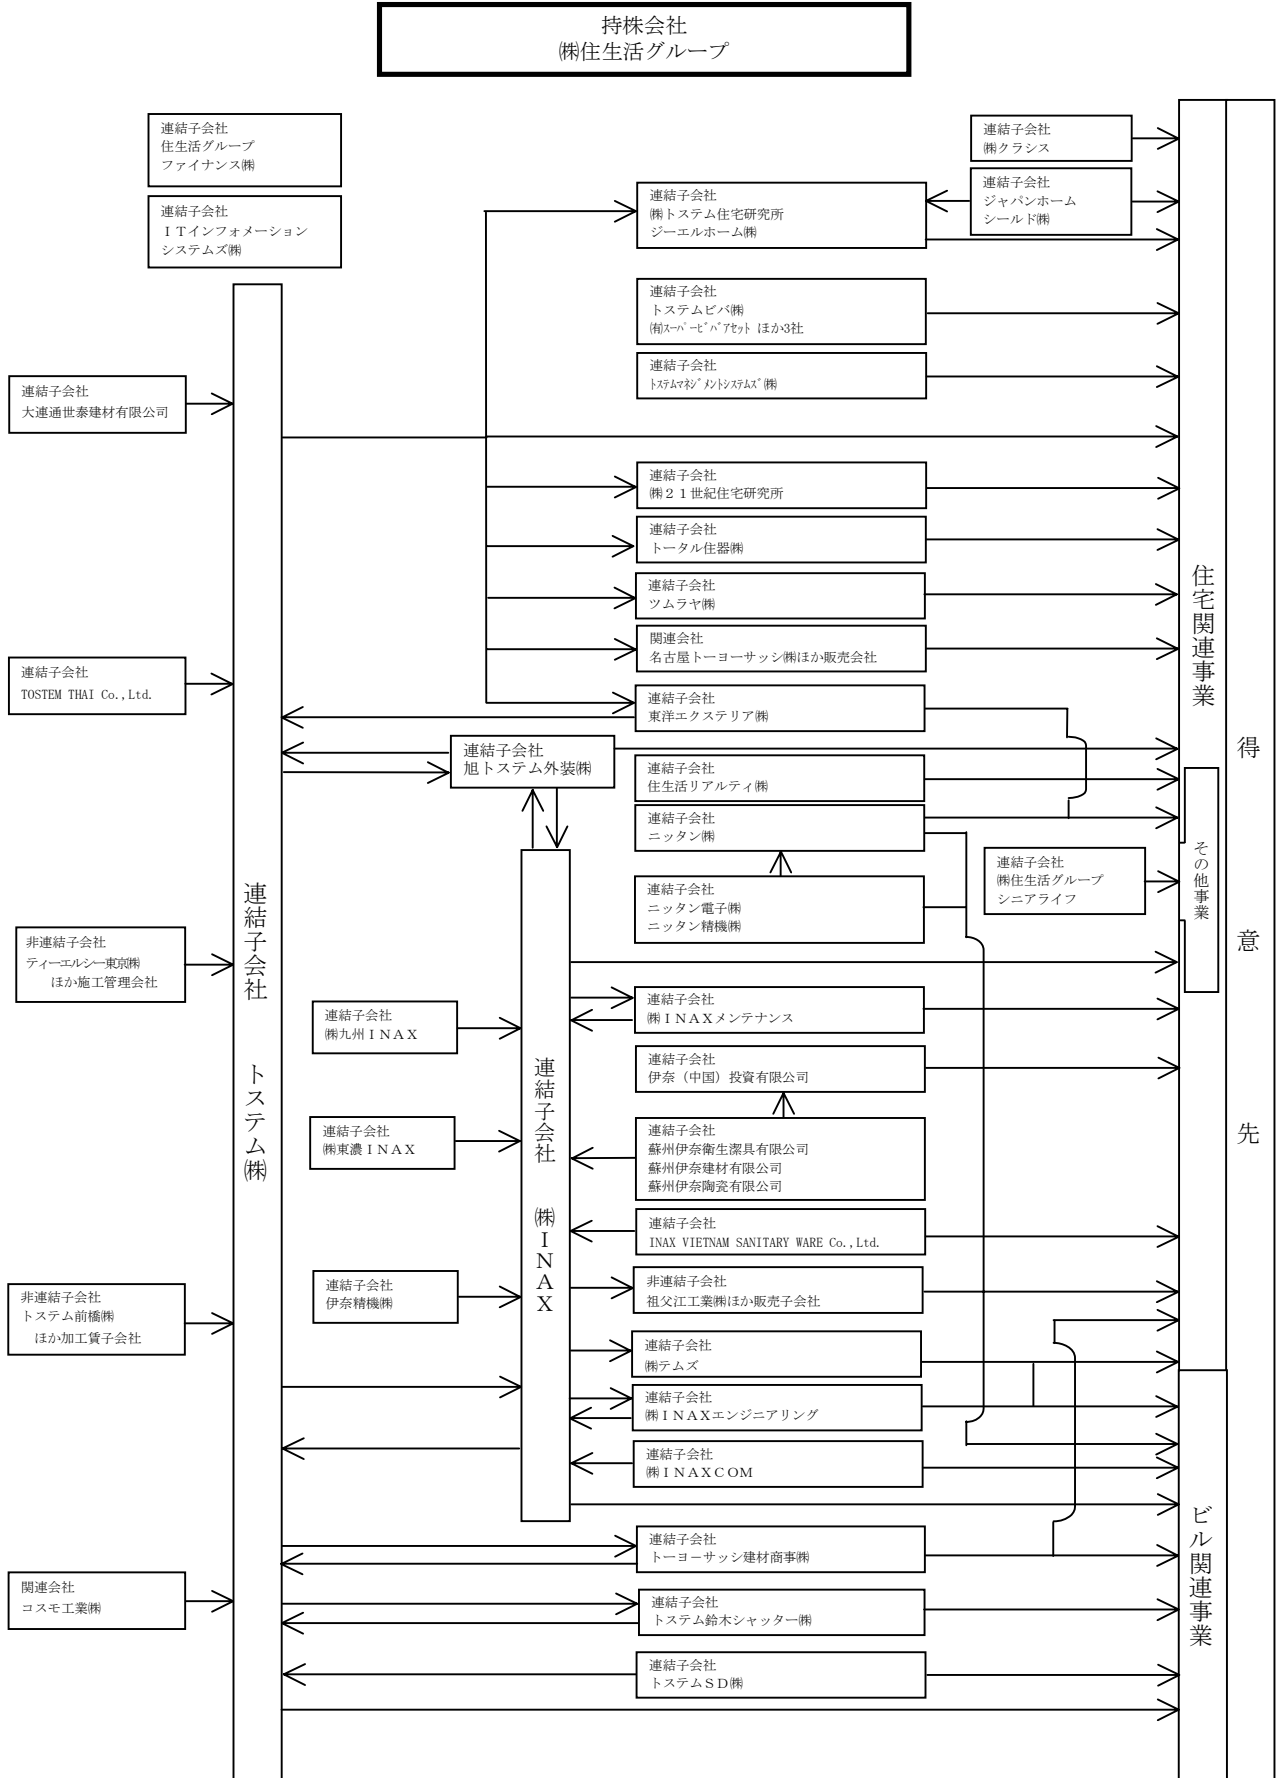 持株会社
㈱住生活グループ
連結子会社
住生活グループ
ファイナンス㈱
連結子会社
ＩＴインフォメーション
システムズ㈱
連結子会社
㈱クラシス
連結子会社
ジャパンホーム
シールド㈱
連結子会社
㈱トステム住宅研究所
ジーエルホーム㈱
連結子会社
トステムビバ㈱
㈲スーパービバアセット ほか3社
連結子会社
トステムマネジメントシステムズ㈱
連結子会社
大連通世泰建材有限公司
連結子会社
㈱２１世紀住宅研究所
連結子会社
トータル住器㈱
連結子会社
ツムラヤ㈱
関連会社
名古屋トーヨーサッシ㈱ほか販売会社
連結子会社
TOSTEM THAI Co.,Ltd.
連結子会社
東洋エクステリア㈱
連結子会社
旭トステム外装㈱
連結子会社
住生活リアルティ㈱
連結子会社
ニッタン㈱
連結子会社
ニッタン電子㈱
ニッタン精機㈱
連結子会社
㈱住生活グループ
シニアライフ
非連結子会社
ティーエルシー東京㈱
ほか施工管理会社
連結子会社
㈱九州ＩＮＡＸ
連結子会社
㈱ＩＮＡＸメンテナンス
連結子会社
伊奈（中国）投資有限公司
連結子会社
㈱東濃ＩＮＡＸ
連結子会社
蘇州伊奈衛生潔具有限公司
蘇州伊奈建材有限公司
蘇州伊奈陶瓷有限公司
連結子会社
INAX VIETNAM SANITARY WARE Co.,Ltd.
連結子会社
伊奈精機㈱
非連結子会社
祖父江工業㈱ほか販売子会社
非連結子会社
トステム前橋㈱
ほか加工賃子会社
連結子会社
㈱テムズ
連結子会社
㈱ＩＮＡＸエンジニアリング
連結子会社
㈱ＩＮＡＸＣＯＭ
連結子会社
トーヨーサッシ建材商事㈱
関連会社
コスモ工業㈱
連結子会社
トステム鈴木シャッター㈱
連結子会社
トステムＳＤ㈱
連結子会社 トステム㈱
連結子会社 ㈱ＩＮＡＸ
住宅関連事業
その他事業
ビル関連事業
得意先